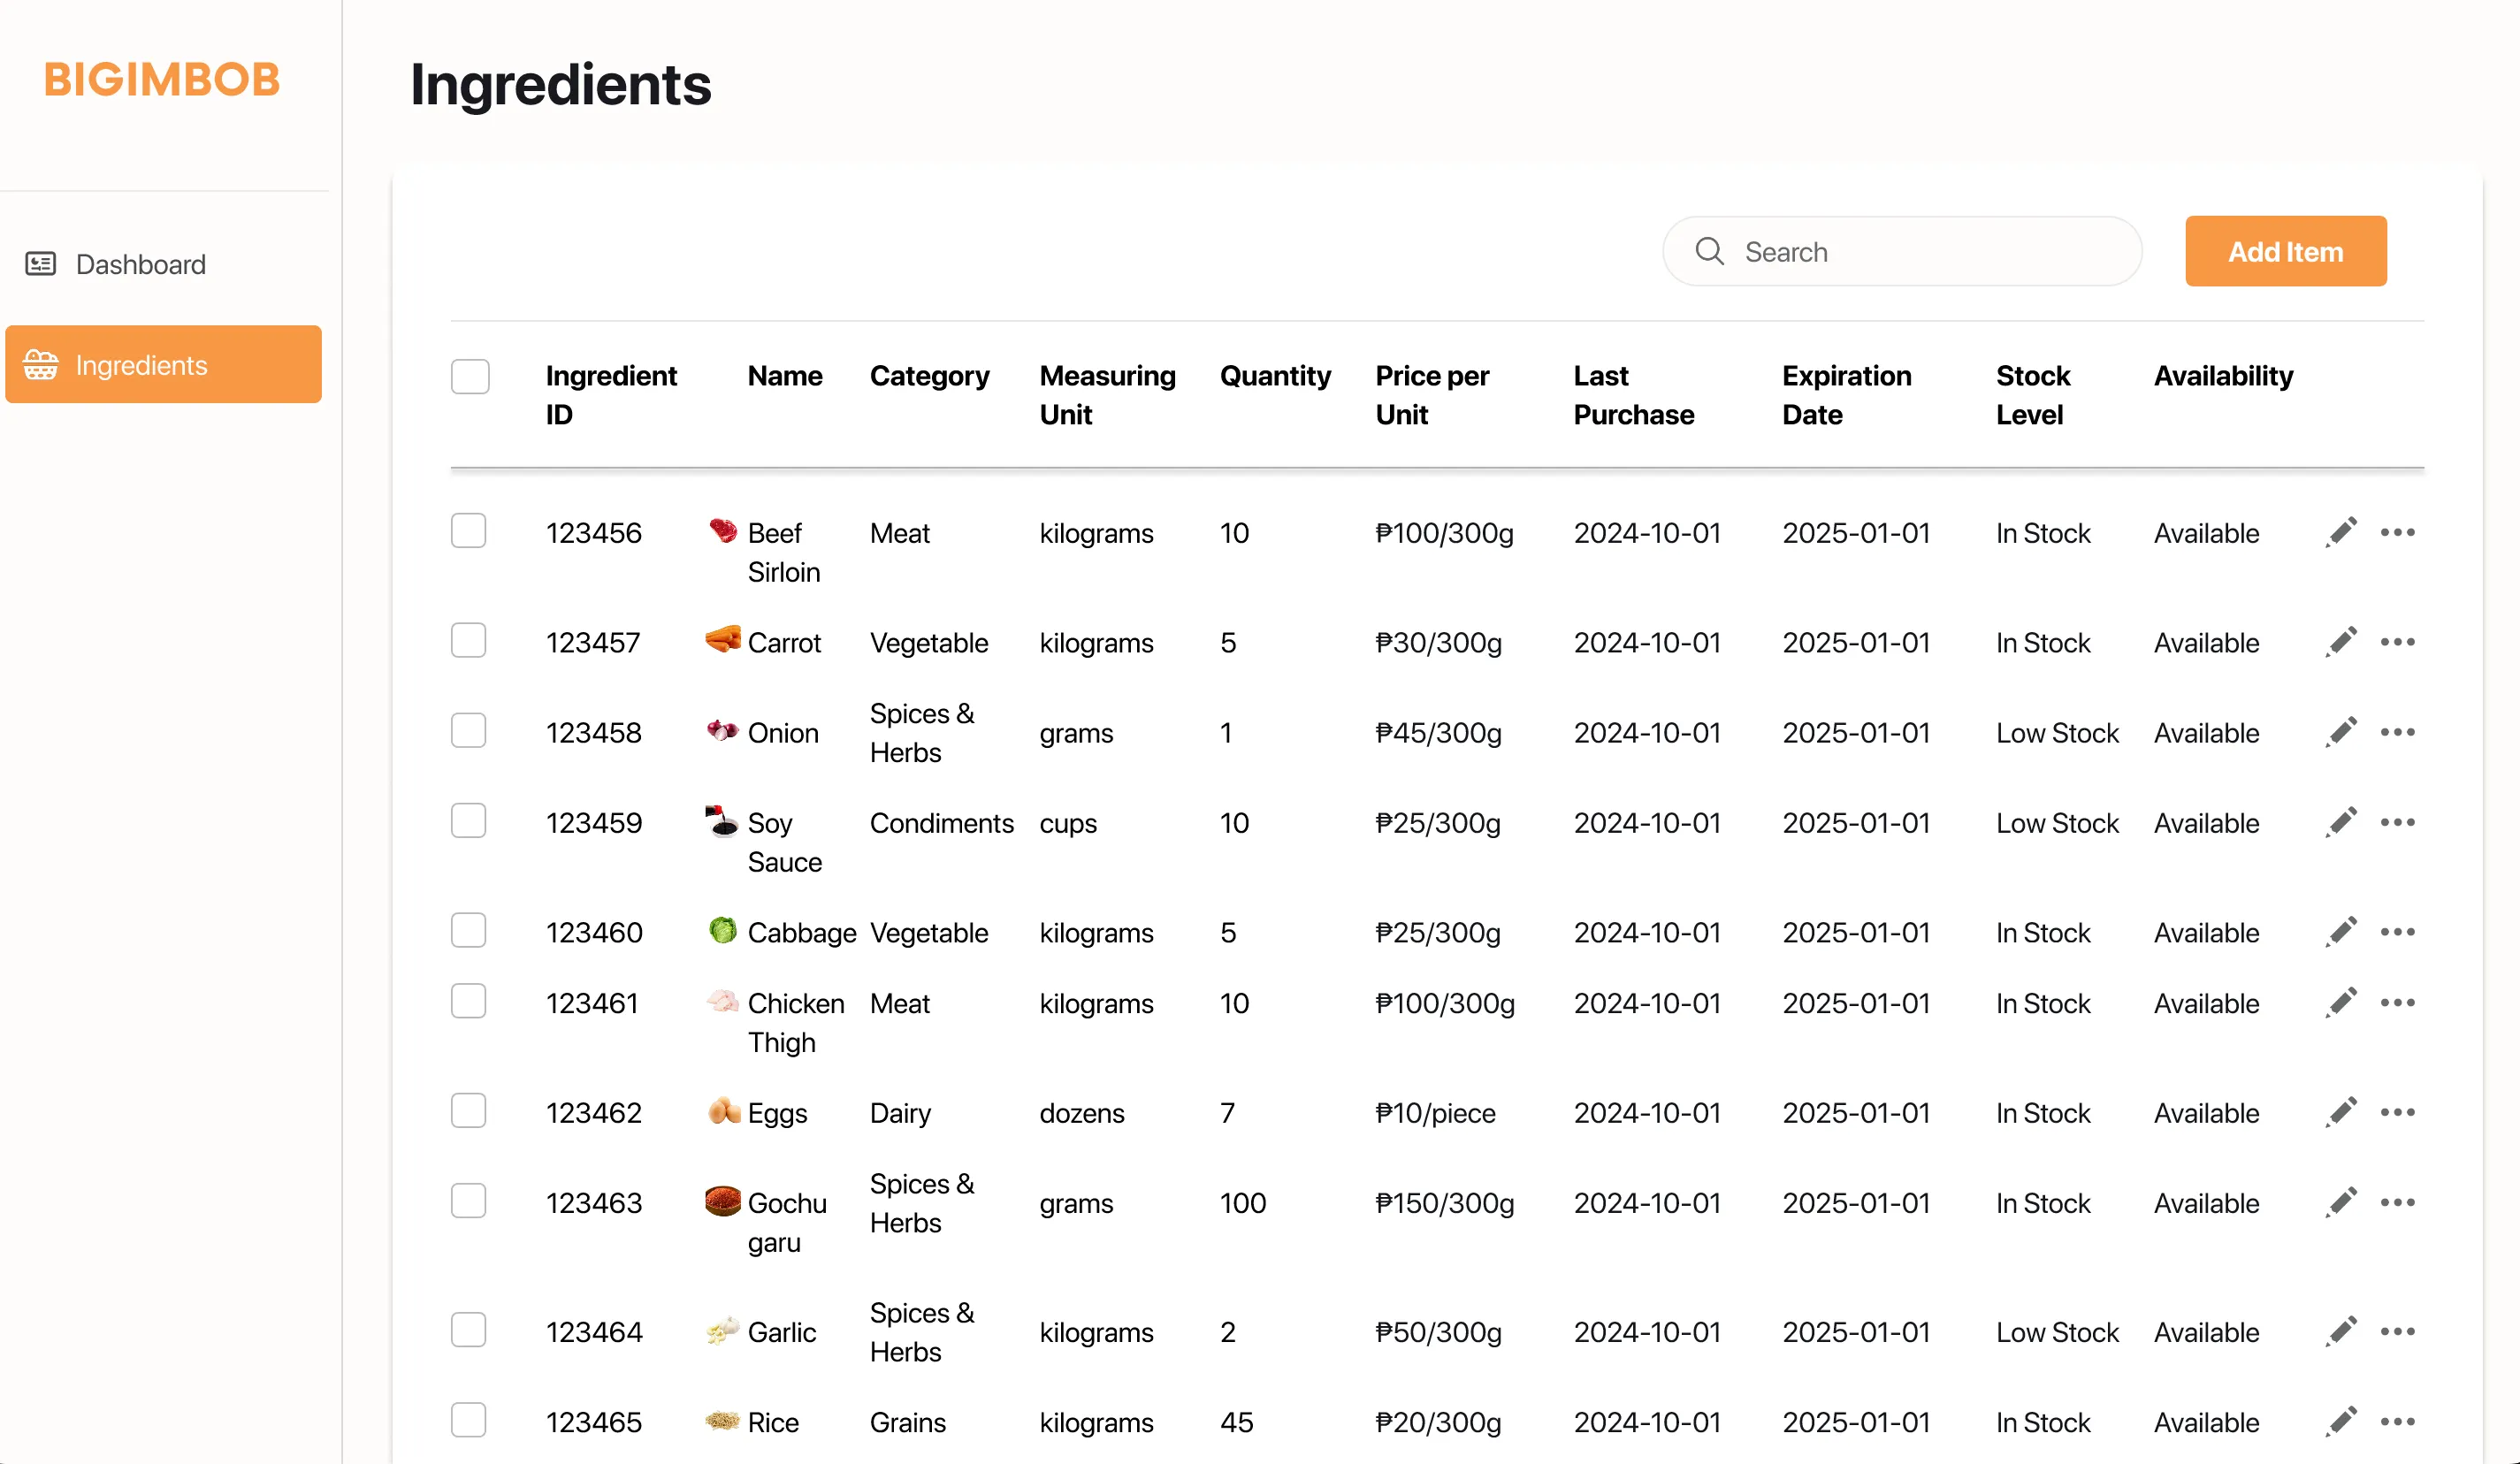 BIGIMBOB
Dashboard
Ingredients
Ingredients
Search
Add Item
Ingredient ID Name Category Measuring Unit Quantity Price per Unit Last Purchase Expiration Date Stock Level Availability
123456 Beef Sirloin Meat kilograms 10 ₱100/300g 2024-10-01 2025-01-01 In Stock Available
123457 Carrot Vegetable kilograms 5 ₱30/300g 2024-10-01 2025-01-01 In Stock Available
123458 Onion Spices & Herbs grams 1 ₱45/300g 2024-10-01 2025-01-01 Low Stock Available
123459 Soy Sauce Condiments cups 10 ₱25/300g 2024-10-01 2025-01-01 Low Stock Available
123460 Cabbage Vegetable kilograms 5 ₱25/300g 2024-10-01 2025-01-01 In Stock Available
123461 Chicken Thigh Meat kilograms 10 ₱100/300g 2024-10-01 2025-01-01 In Stock Available
123462 Eggs Dairy dozens 7 ₱10/piece 2024-10-01 2025-01-01 In Stock Available
123463 Gochu garu Spices & Herbs grams 100 ₱150/300g 2024-10-01 2025-01-01 In Stock Available
123464 Garlic Spices & Herbs kilograms 2 ₱50/300g 2024-10-01 2025-01-01 Low Stock Available
123465 Rice Grains kilograms 45 ₱20/300g 2024-10-01 2025-01-01 In Stock Available